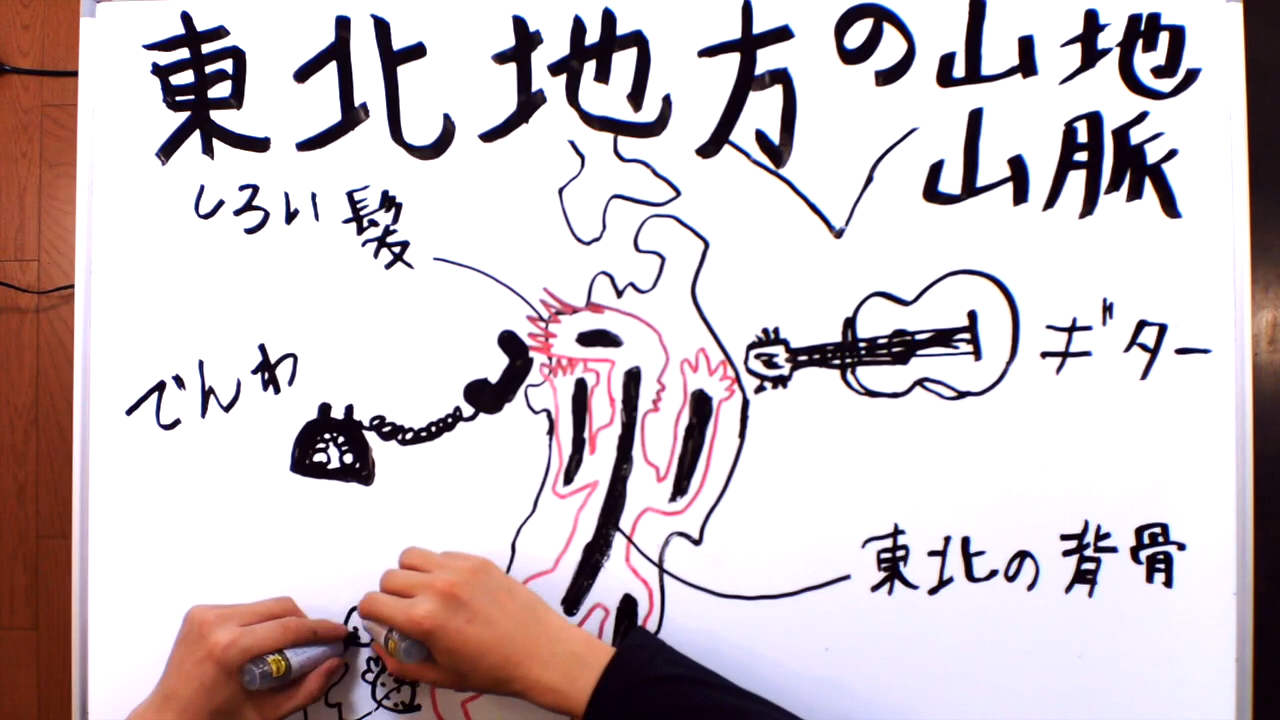 東北地方の山地
山脈
しろい髪
でんわ
ギター
東北の背骨